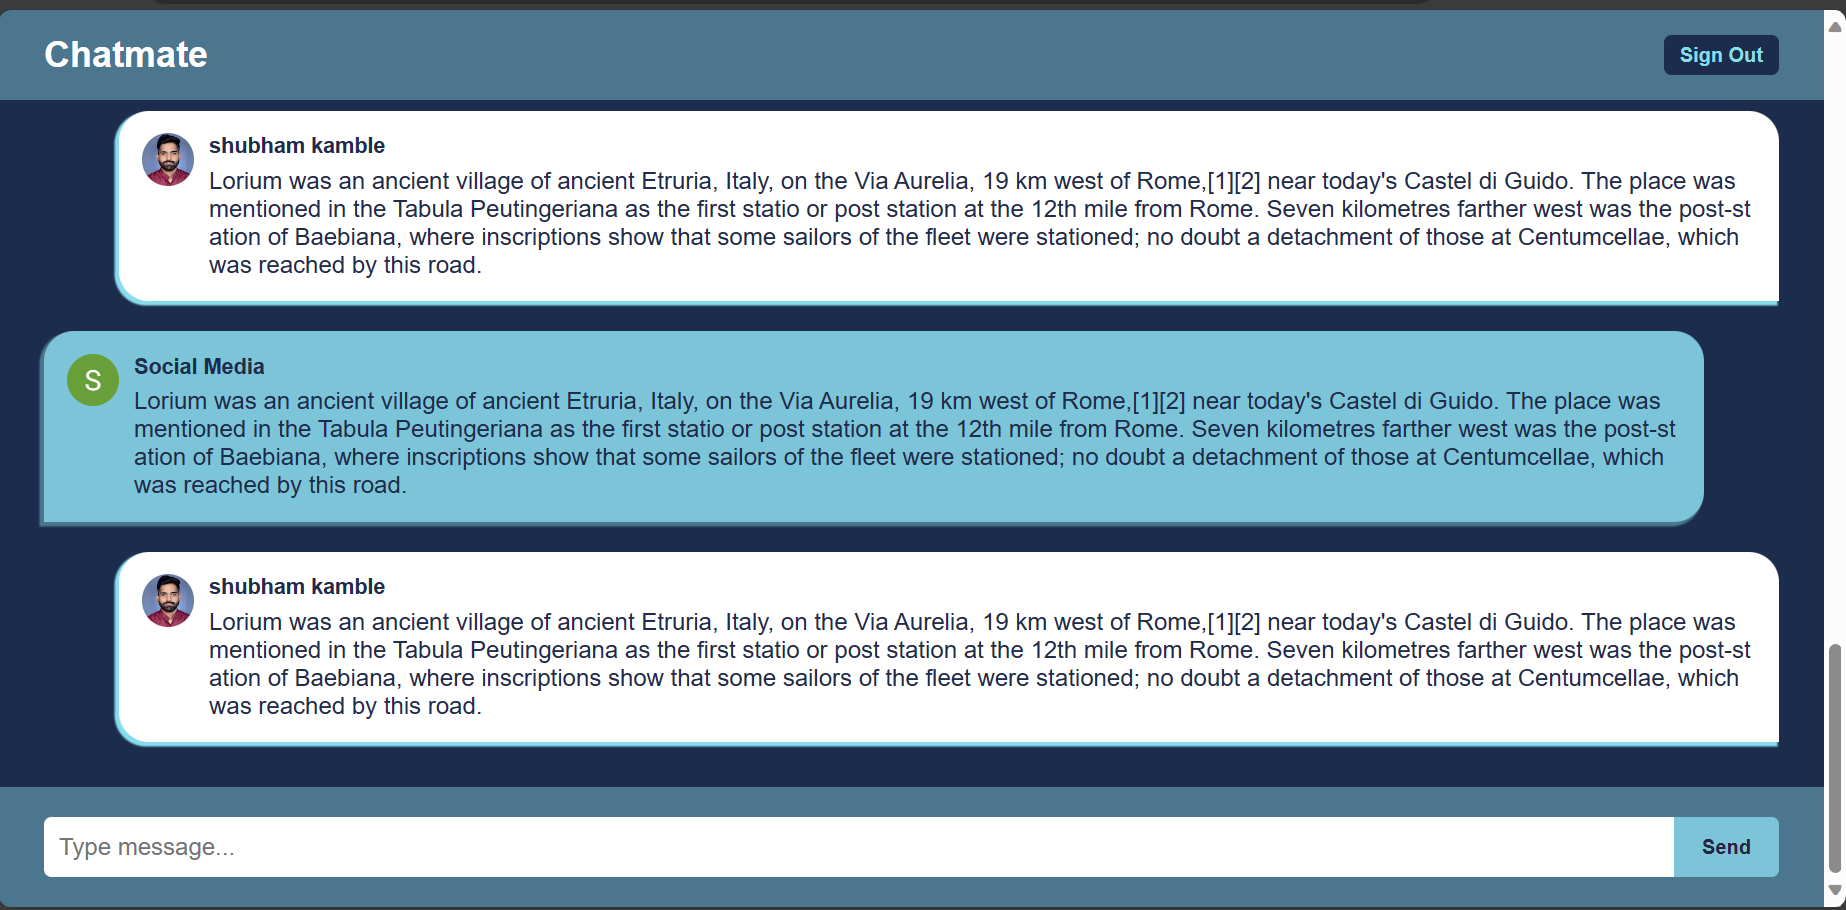 Chatmate
Sign Out
shubham kamble
Lorium was an ancient village of ancient Etruria, Italy, on the Via Aurelia, 19 km west of Rome,[1][2] near today's Castel di Guido. The place was
mentioned in the Tabula Peutingeriana as the first statio or post station at the 12th mile from Rome. Seven kilometres farther west was the post-st
ation of Baebiana, where inscriptions show that some sailors of the fleet were stationed; no doubt a detachment of those at Centumcellae, which
was reached by this road.
S
Social Media
Lorium was an ancient village of ancient Etruria, Italy, on the Via Aurelia, 19 km west of Rome,[1][2] near today's Castel di Guido. The place was
mentioned in the Tabula Peutingeriana as the first statio or post station at the 12th mile from Rome. Seven kilometres farther west was the post-st
ation of Baebiana, where inscriptions show that some sailors of the fleet were stationed; no doubt a detachment of those at Centumcellae, which
was reached by this road.
shubham kamble
Lorium was an ancient village of ancient Etruria, Italy, on the Via Aurelia, 19 km west of Rome,[1][2] near today's Castel di Guido. The place was
mentioned in the Tabula Peutingeriana as the first statio or post station at the 12th mile from Rome. Seven kilometres farther west was the post-st
ation of Baebiana, where inscriptions show that some sailors of the fleet were stationed; no doubt a detachment of those at Centumcellae, which
was reached by this road.
Type message...
Send